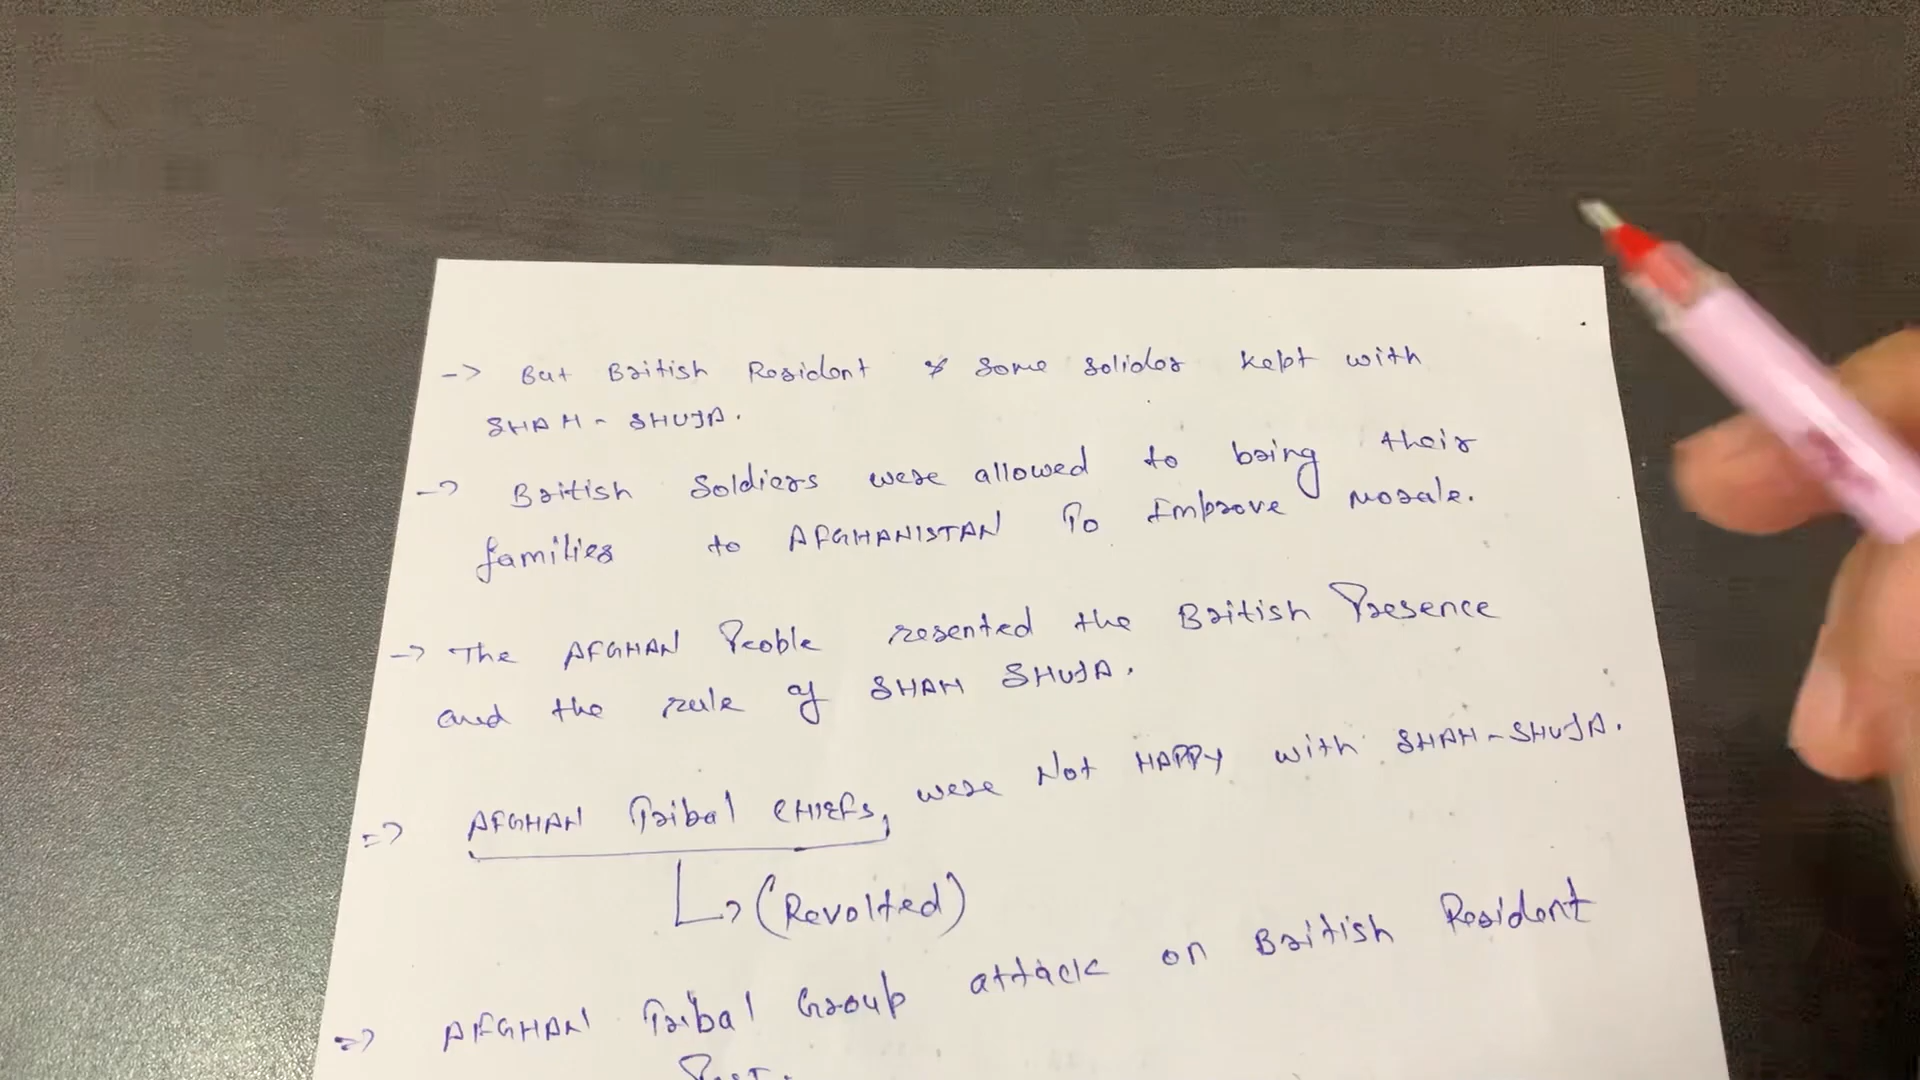 -> But British Resident & some solider kept with
SHAH - SHUJA.
-> British Soldiers were allowed to bring their
families to AFGHANISTAN To Improve morale.
-> The AFGHAN People resented the British Presence
and the rule of SHAH SHUJA.
=> AFGHAN Tribal CHIEFS, were Not HAPPY with SHAH-SHUJA.
↳ (Revolted)
=> AFGHAN Tribal Group attack on British Resident